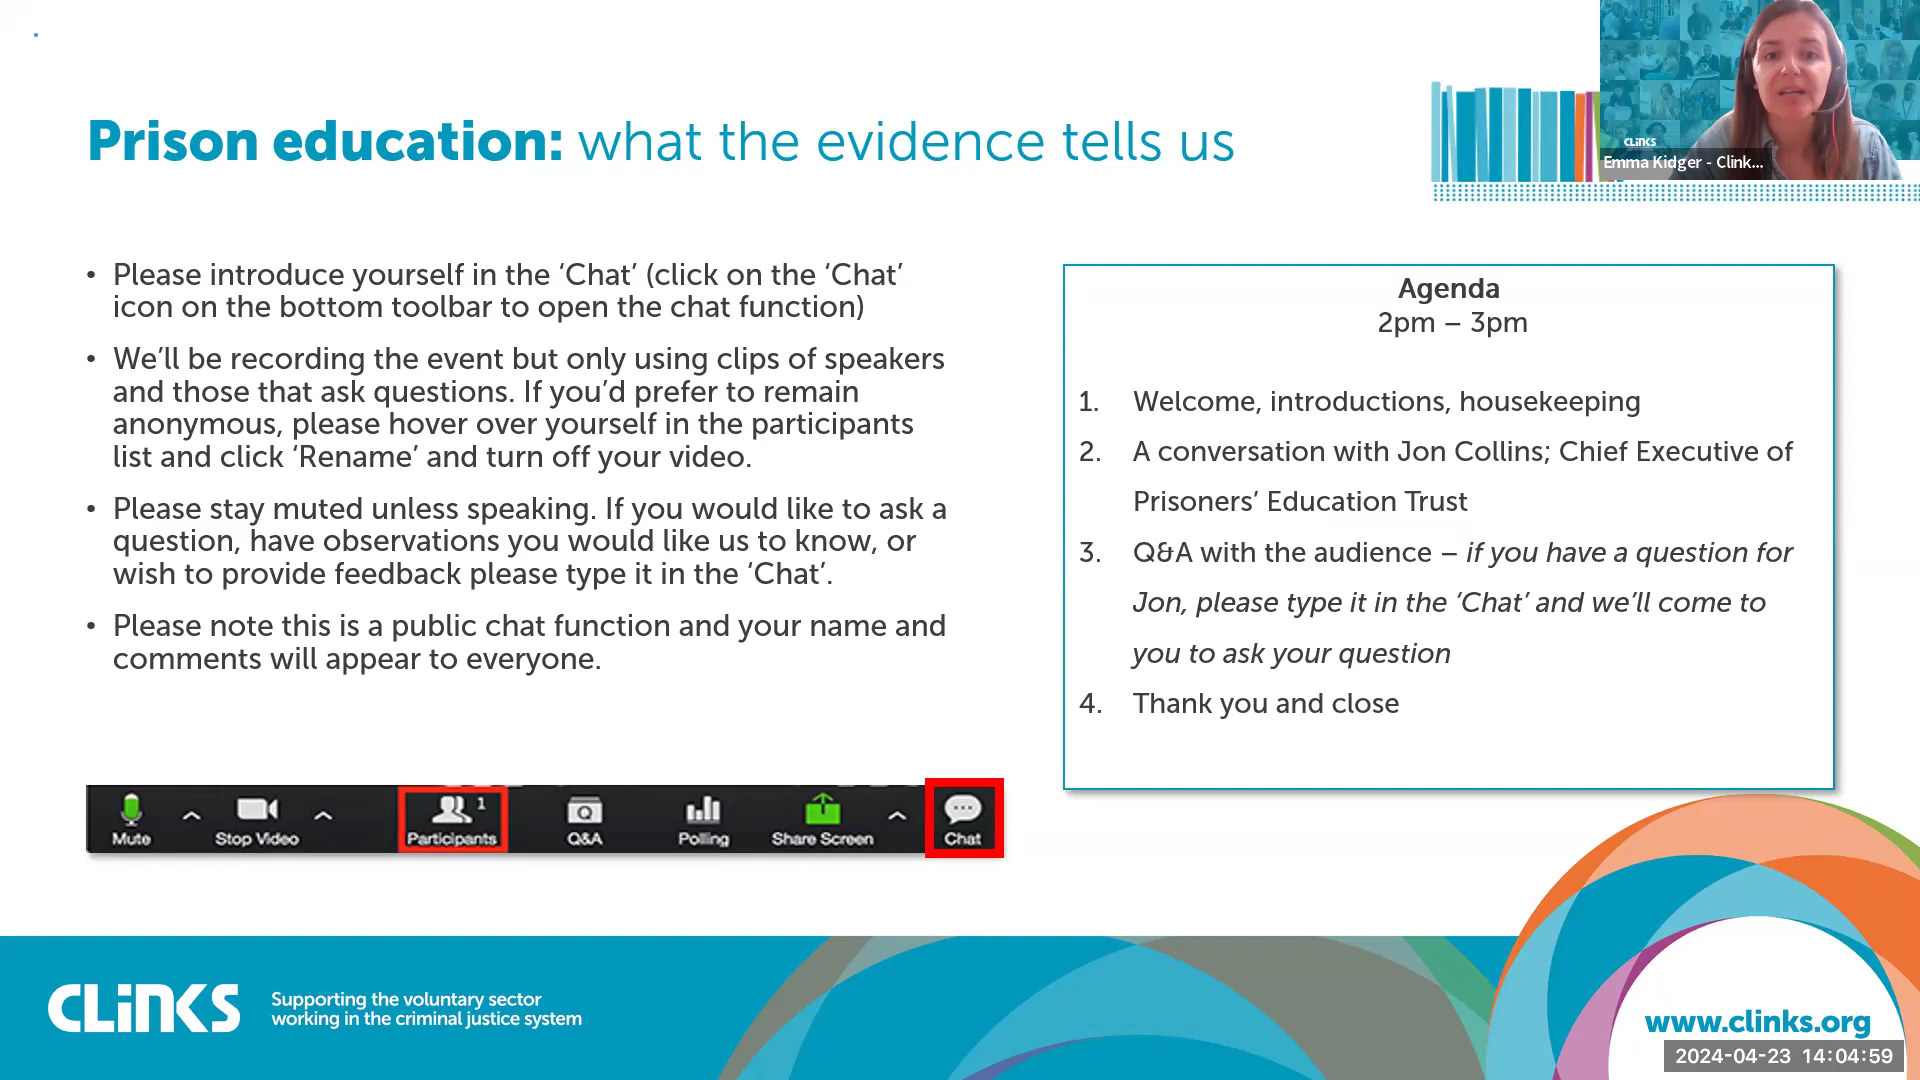 Prison education: what the evidence tells us
CLiNKS
Emma Kidger - Clink...
• Please introduce yourself in the ‘Chat’ (click on the ‘Chat’
icon on the bottom toolbar to open the chat function)
• We’ll be recording the event but only using clips of speakers
and those that ask questions. If you’d prefer to remain
anonymous, please hover over yourself in the participants
list and click ‘Rename’ and turn off your video.
• Please stay muted unless speaking. If you would like to ask a
question, have observations you would like us to know, or
wish to provide feedback please type it in the ‘Chat’.
• Please note this is a public chat function and your name and
comments will appear to everyone.
Agenda
2pm – 3pm
1. Welcome, introductions, housekeeping
2. A conversation with Jon Collins; Chief Executive of
Prisoners’ Education Trust
3. Q&A with the audience – if you have a question for
Jon, please type it in the ‘Chat’ and we’ll come to
you to ask your question
4. Thank you and close
1
Mute Stop Video Participants Q&A Polling Share Screen Chat
CLiNKS
Supporting the voluntary sector
working in the criminal justice system
www.clinks.org
2024-04-23 14:04:59